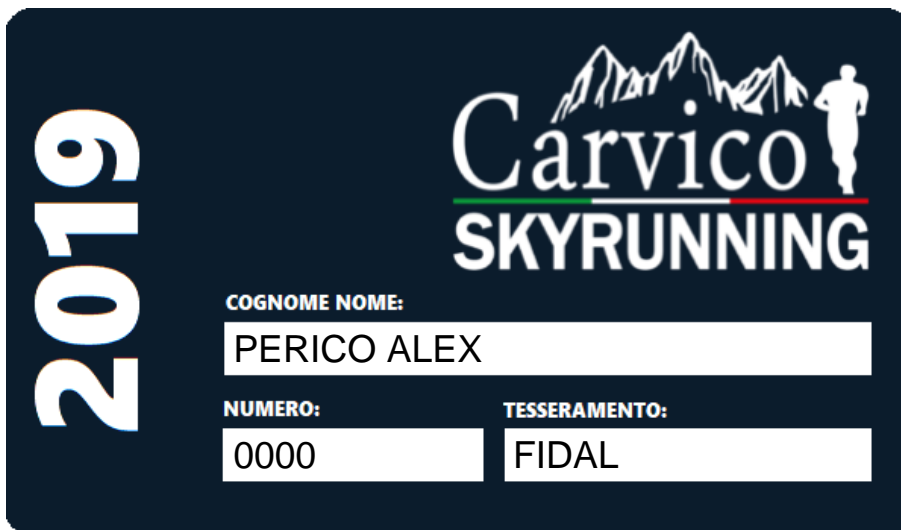 2019
Carvico
SKYRUNNING
COGNOME NOME:
PERICO ALEX
NUMERO: TESSERAMENTO:
0000 FIDAL